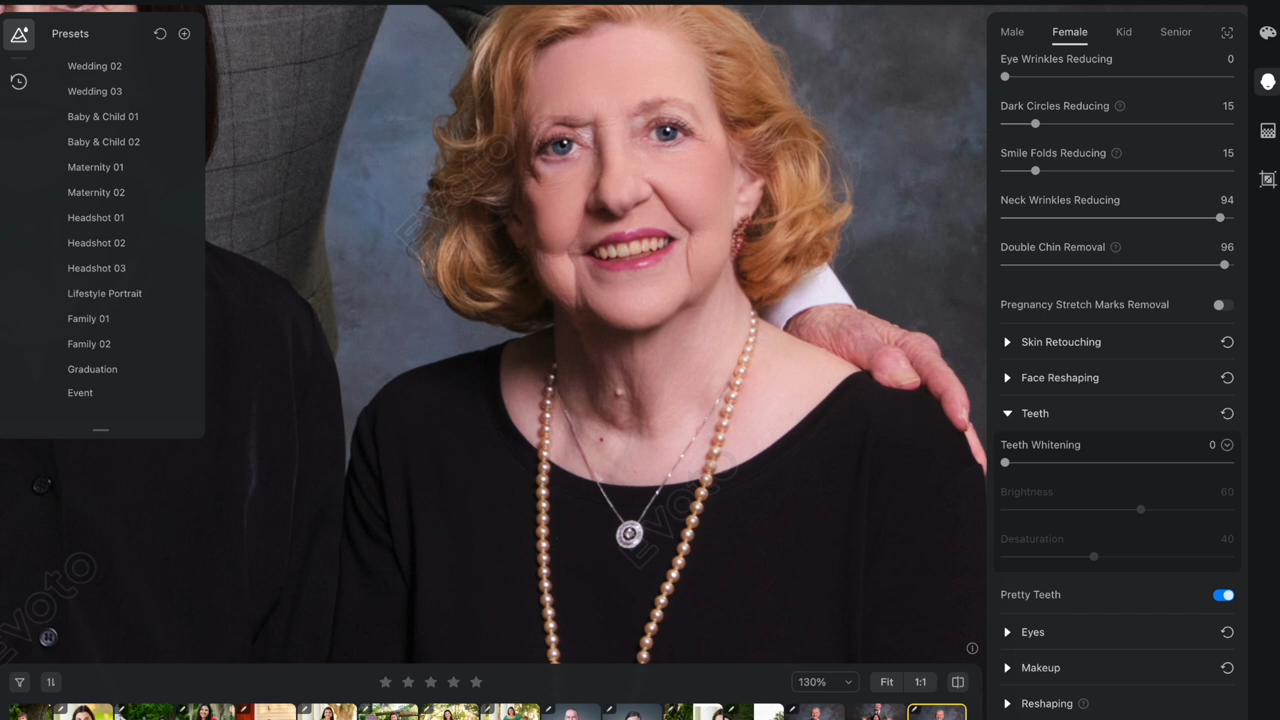 Presets
Wedding 02
Wedding 03
Baby & Child 01
Baby & Child 02
Maternity 01
Maternity 02
Headshot 01
Headshot 02
Headshot 03
Lifestyle Portrait
Family 01
Family 02
Graduation
Event
EVOTO
EVOTO
EVOTO
130%
Fit
1:1
Male Female Kid Senior
Eye Wrinkles Reducing 0
Dark Circles Reducing 15
Smile Folds Reducing 15
Neck Wrinkles Reducing 94
Double Chin Removal 96
Pregnancy Stretch Marks Removal
Skin Retouching
Face Reshaping
Teeth
Teeth Whitening 0
Brightness 60
Desaturation 40
Pretty Teeth
Eyes
Makeup
Reshaping